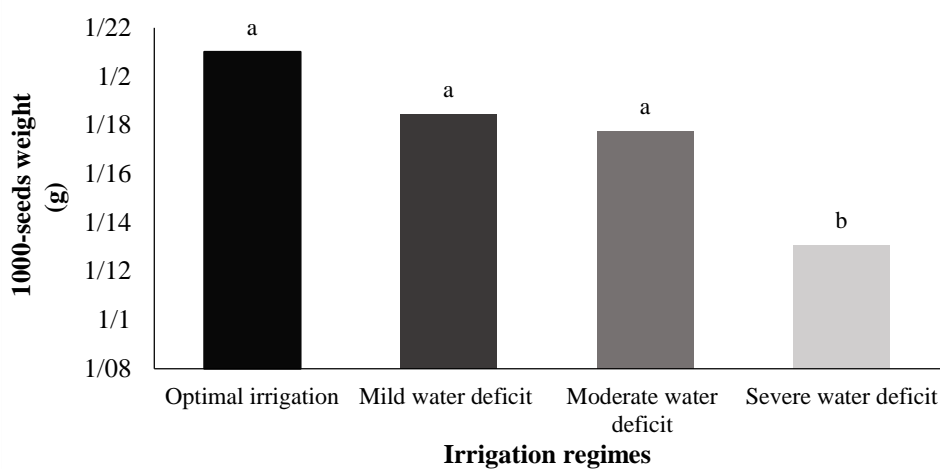 1000-seeds weight
(g)
1/22
1/2
1/18
1/16
1/14
1/12
1/1
1/08
a
a
a
b
Optimal irrigation
Mild water deficit
Moderate water
deficit
Severe water deficit
Irrigation regimes